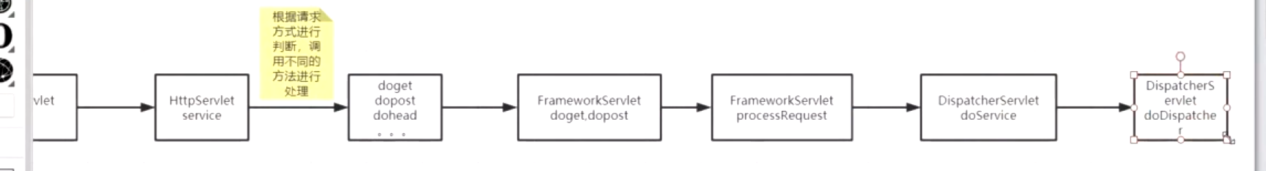 根据请求
方式进行
判断，调
用不同的
方法进行
处理
vlet
HttpServlet
service
doget
dopost
dohead
。。。
FrameworkServlet
doget,dopost
FrameworkServlet
processRequest
DispatcherServlet
doService
DispatcherS
ervlet
doDispatche
r